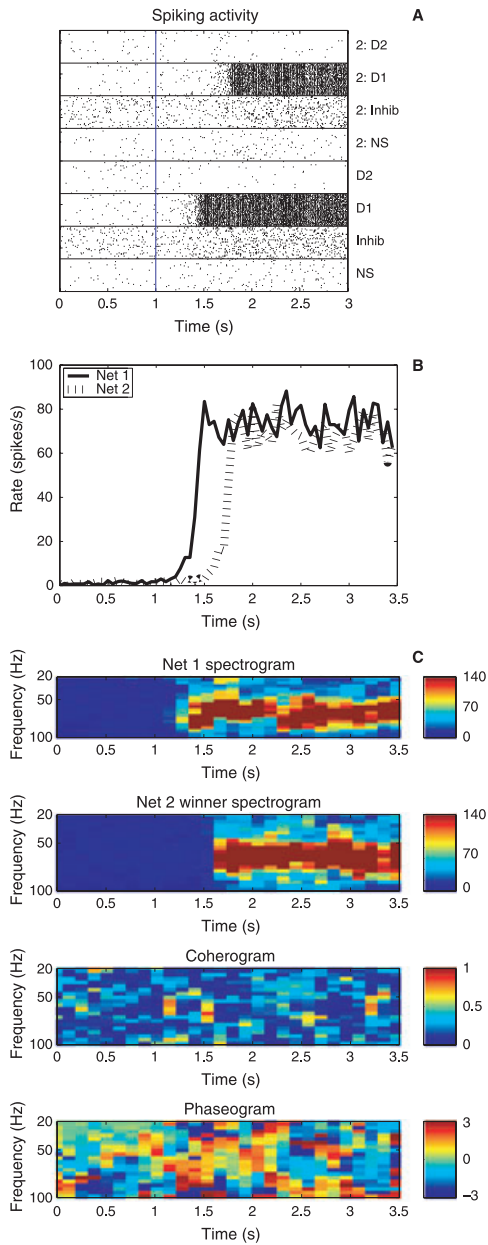 Spiking activity
A
2: D2
2: D1
2: Inhib
2: NS
D2
D1
Inhib
NS
0 0.5 1 1.5 2 2.5 3
Time (s)
B
Net 1
Net 2
100
80
60
40
20
0
Rate (spikes/s)
0 0.5 1 1.5 2 2.5 3 3.5
Time (s)
C
Net 1 spectrogram
20
50
100
Frequency (Hz)
140
70
0
0 0.5 1 1.5 2 2.5 3 3.5
Time (s)
Net 2 winner spectrogram
20
50
100
Frequency (Hz)
140
70
0
0 0.5 1 1.5 2 2.5 3 3.5
Time (s)
Coherogram
20
50
100
Frequency (Hz)
1
0.5
0
0 0.5 1 1.5 2 2.5 3 3.5
Time (s)
Phaseogram
20
50
100
Frequency (Hz)
3
0
−3
0 0.5 1 1.5 2 2.5 3 3.5
Time (s)